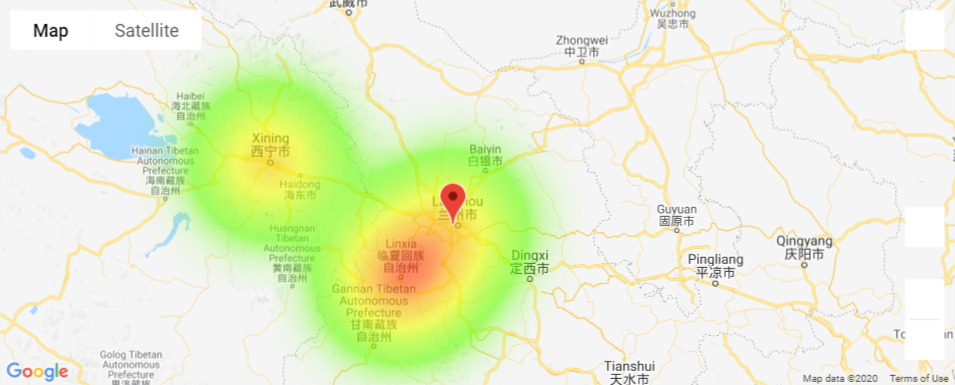 武威市
Map
Satellite
Wuzhong
吴忠市
Zhongwei
中卫市
Haibei
海北藏族
自治州
Xining
西宁市
Baiyin
白银市
Hainan Tibetan
Autonomous
Prefecture
海南藏族
自治州
Haidong
海东市
兰州市
Guyuan
固原市
Huangnan
Tibetan
Autonomous
Prefecture
黄南藏族
自治州
Linxia
临夏回族
自治州
Dingxi
定西市
Pingliang
平凉市
Qingyang
庆阳市
Gannan Tibetan
Autonomous
Prefecture
甘南藏族
自治州
Golog Tibetan
Autonomous
Prefecture
Tianshui
天水市
Google
Map data ©2020
Terms of Use